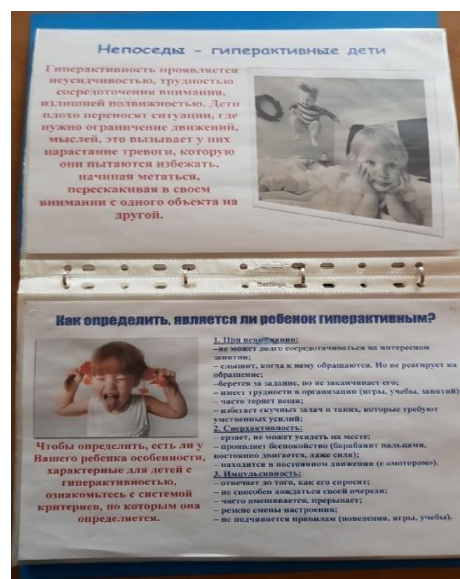 Непоседы - гиперактивные дети
Гиперактивность проявляется
неусидчивостью, трудностью
сосредоточения внимания,
излишней подвижностью. Дети
плохо переносят ситуации, где
нужно ограничение движений,
мыслей, это вызывает у них
нарастание тревоги, которую
они пытаются избежать,
начиная метаться,
перескакивая в своем
внимании с одного объекта на
другой.
Как определить, является ли ребенок гиперактивным?
Чтобы определить, есть ли у
Вашего ребенка особенности,
характерные для детей с
гиперактивностью,
ознакомьтесь с системой
критериев, по которым она
определяется.
1. При
–не может долго сосредотачиваться на интересном
занятии;
– слышит, когда к нему обращаются. Но не реагирует на
обращение;
–берется за задание, но не заканчивает его;
– имеет трудности в организации (игры, учебы, занятий)
– часто теряет вещи;
– избегает скучных задач и таких, которые требуют
умственных усилий;
2. Сверхактивность:
– ерзает, не может усидеть на месте;
– проявляет беспокойство (барабанит пальцами,
постоянно двигается, даже сидя);
– находится в постоянном движении (с «мотором»).
3. Импульсивность:
– отвечает до того, как его спросят;
– не способен дождаться своей очереди;
– часто вмешивается, прерывает;
– резкие смены настроения;
– не подчиняется правилам (поведения, игры, учебы).